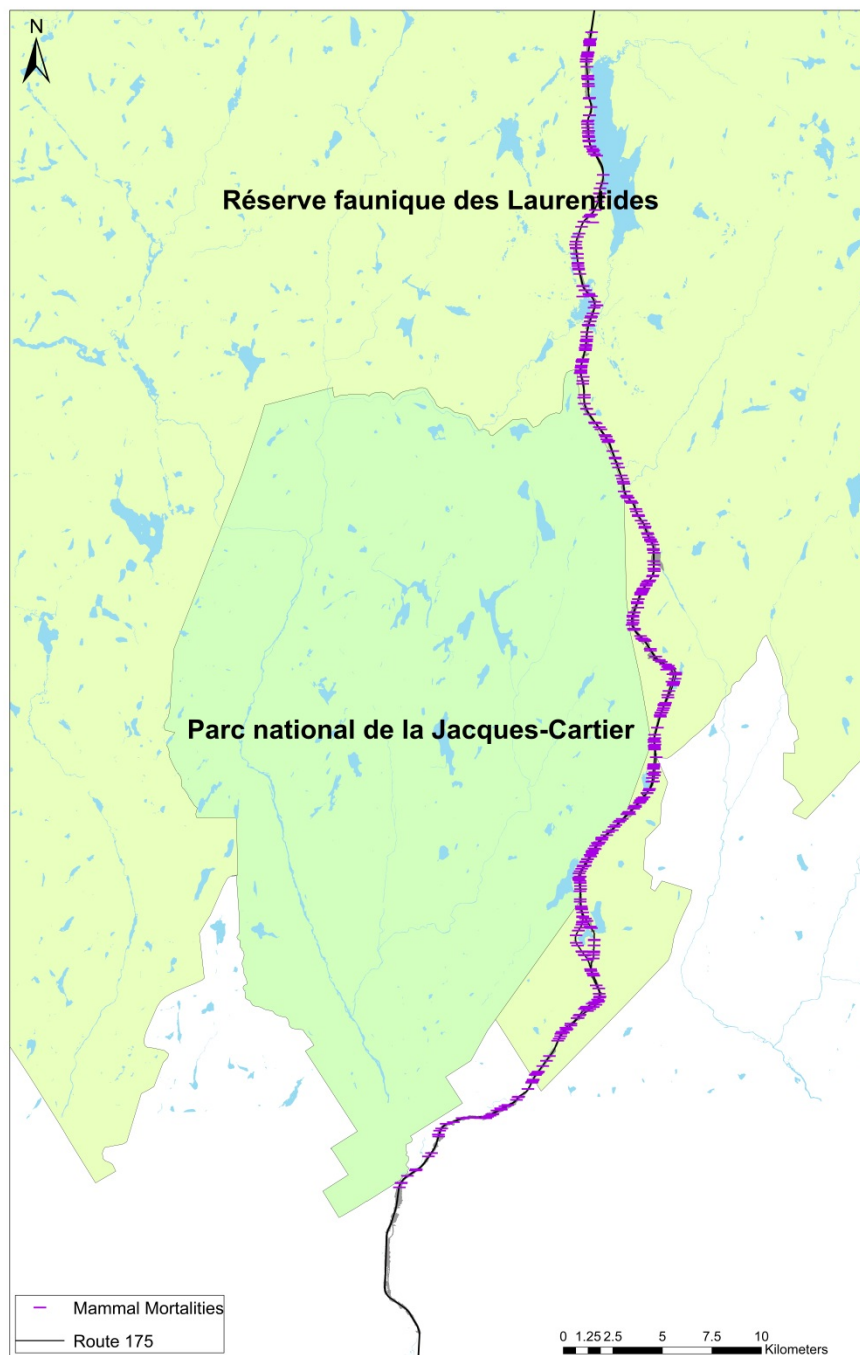 N
Réserve faunique des Laurentides
Parc national de la Jacques-Cartier
Mammal Mortalities
Route 175
0 1.25 2.5 5 7.5 10
Kilometers